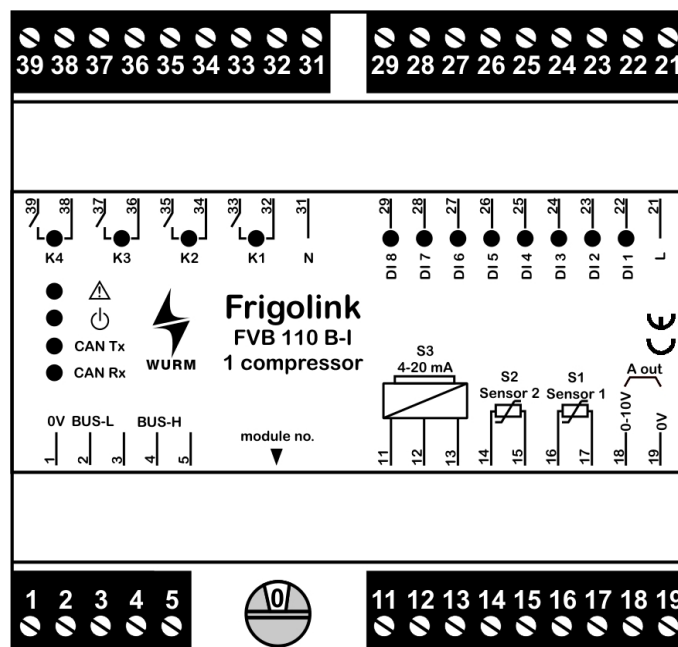 39 38 37 36 35 34 33 32 31
29 28 27 26 25 24 23 22 21
39 38 37 36 35 34 33 32 31
29 28 27 26 25 24 23 22 21
K4 K3 K2 K1 N
DI 8 DI 7 DI 6 DI 5 DI 4 DI 3 DI 2 DI 1 L
CAN Tx
CAN Rx
WURM
Frigolink
FVB 110 B-I
1 compressor
CE
S3
4-20 mA
S2
Sensor 2
S1
Sensor 1
A out
0-10V
0V
0V BUS-L BUS-H
1 2 3 4 5
module no.
11 12 13 14 15 16 17 18 19
1 2 3 4 5
0
11 12 13 14 15 16 17 18 19